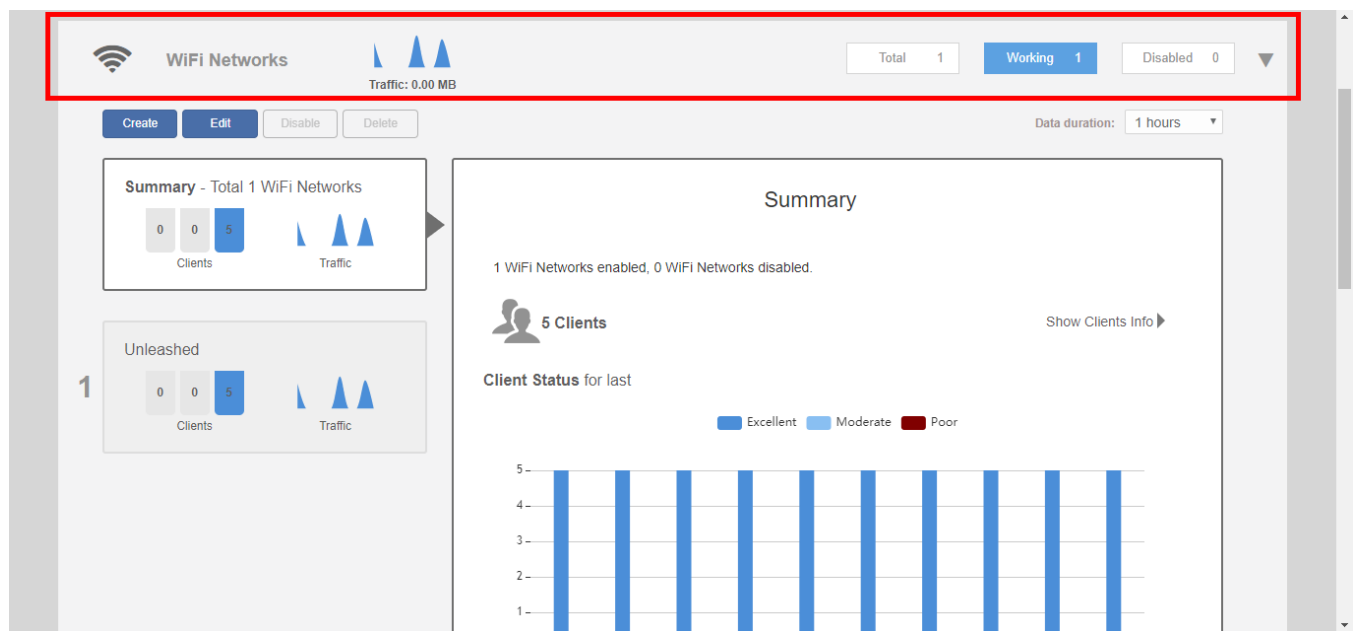 WiFi Networks
Traffic: 0.00 MB
Total 1
Working 1
Disabled 0
Create Edit Disable Delete
Data duration: 1 hours
Summary - Total 1 WiFi Networks
0 0 5
Clients Traffic
1
Unleashed
0 0 5
Clients Traffic
Summary
1 WiFi Networks enabled, 0 WiFi Networks disabled.
5 Clients
Show Clients Info
Client Status for last
Excellent Moderate Poor
5
4
3
2
1